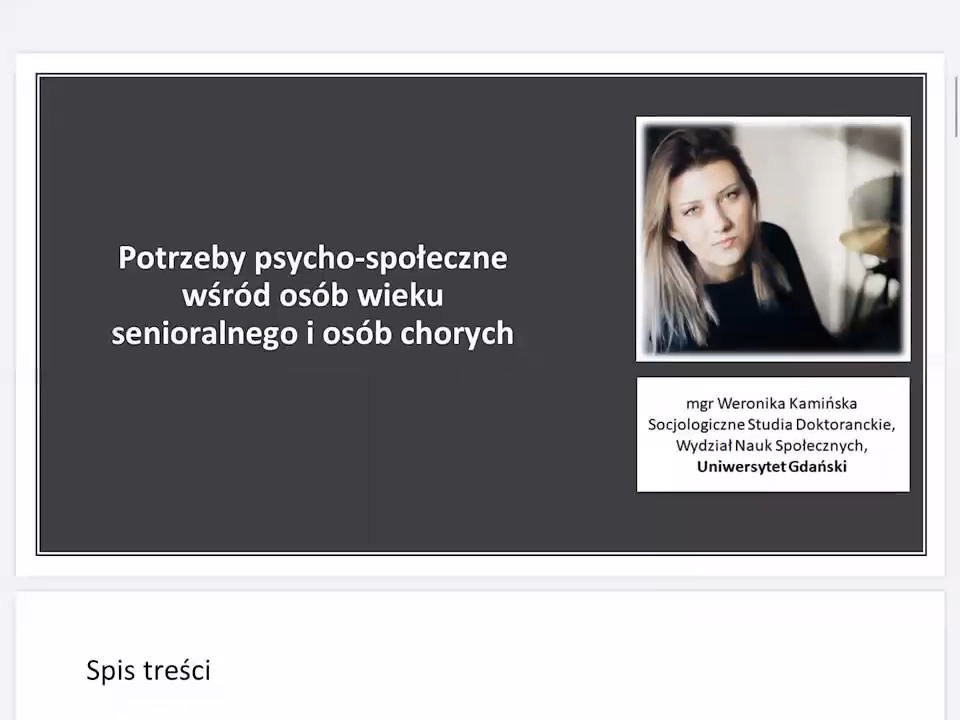 Potrzeby psycho-społeczne
wśród osób wieku
senioralnego i osób chorych
mgr Weronika Kamińska
Socjologiczne Studia Doktoranckie,
Wydział Nauk Społecznych,
Uniwersytet Gdański
Spis treści